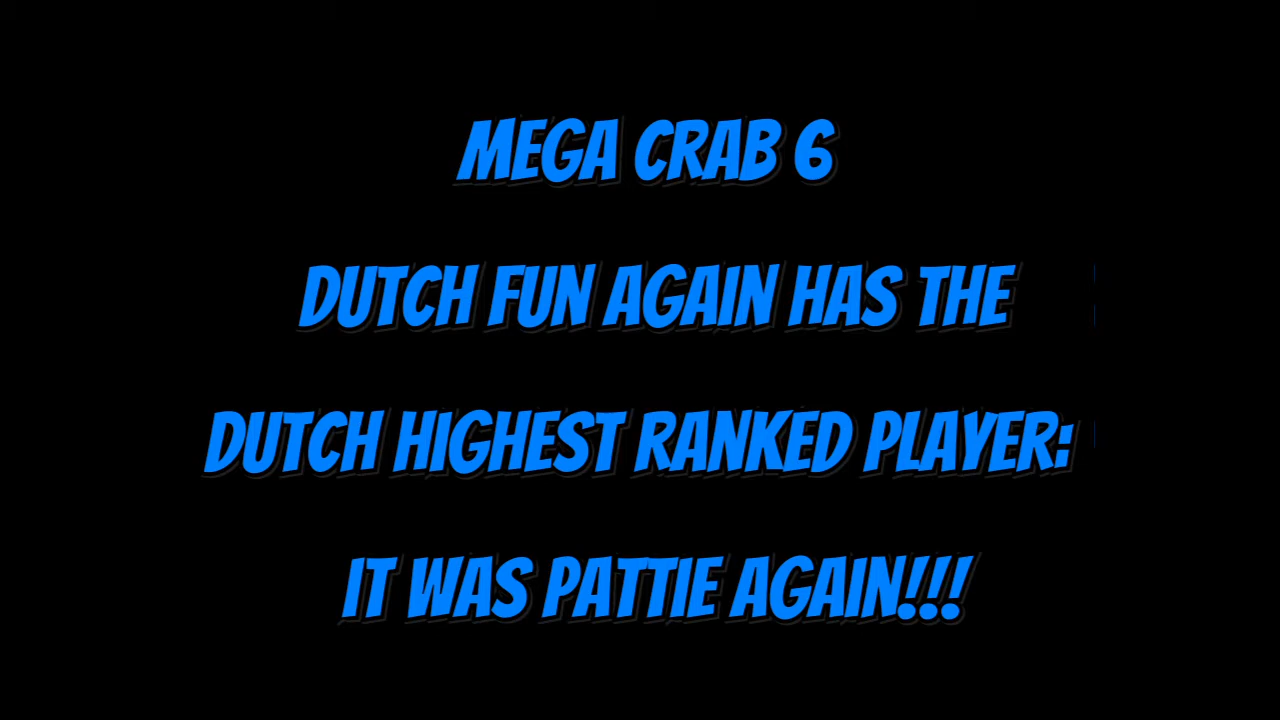 MEGA CRAB 6
DUTCH FUN AGAIN HAS THE
DUTCH HIGHEST RANKED PLAYER:
IT WAS PATTIE AGAIN!!!